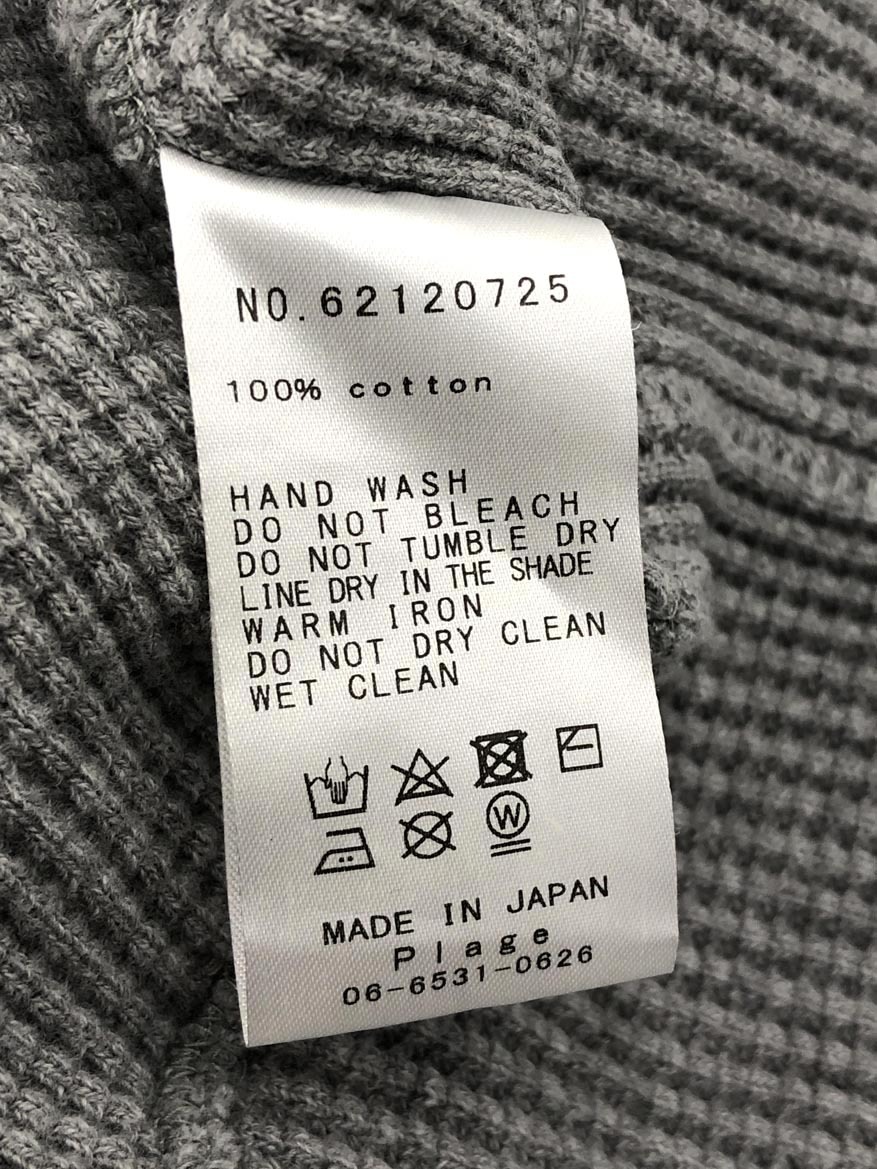 NO.62120725
100% cotton
HAND WASH
DO NOT BLEACH
DO NOT TUMBLE DRY
LINE DRY IN THE SHADE
WARM IRON
DO NOT DRY CLEAN
WET CLEAN
W
MADE IN JAPAN
Plage
06-6531-0626